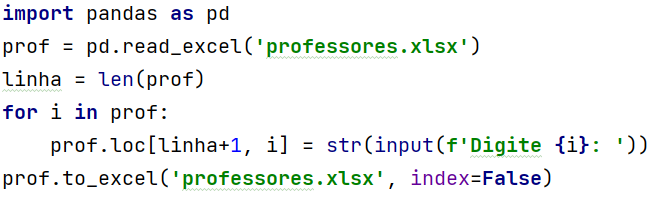 import pandas as pd
prof = pd.read_excel('professores.xlsx')
linha = len(prof)
for i in prof:
    prof.loc[linha+1, i] = str(input(f'Digite {i}: '))
prof.to_excel('professores.xlsx', index=False)